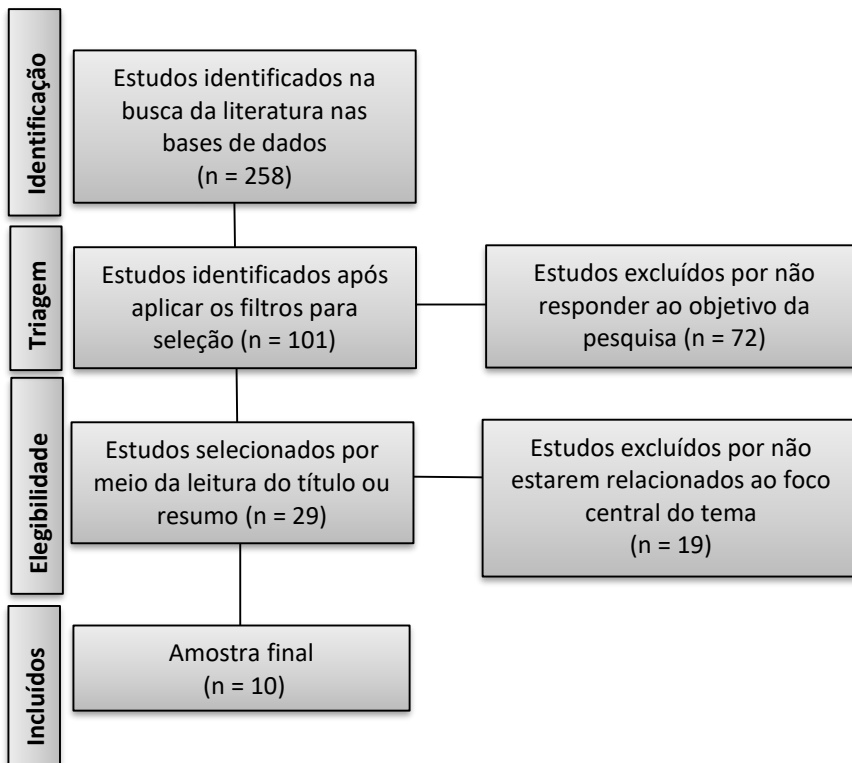 Identificação
Estudos identificados na
busca da literatura nas
bases de dados
(n = 258)
Triagem
Estudos identificados após
aplicar os filtros para
seleção (n = 101)
Estudos excluídos por não
responder ao objetivo da
pesquisa (n = 72)
Elegibilidade
Estudos selecionados por
meio da leitura do título ou
resumo (n = 29)
Estudos excluídos por não
estarem relacionados ao foco
central do tema
(n = 19)
Incluídos
Amostra final
(n = 10)